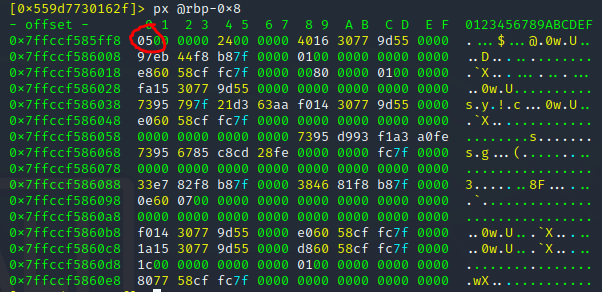 [0x559d7730162f]> px @rbp-0x8
- offset - 0 1 2 3 4 5 6 7 8 9 A B C D E F 0123456789ABCDEF
0x7ffccf585ff8 0500 0000 2400 0000 4016 3077 9d55 0000 ....$...@.0w.U..
0x7ffccf586008 97eb 44f8 b87f 0000 0100 0000 0000 0000 ..D.............
0x7ffccf586018 e860 58cf fc7f 0000 0000 0080 0000 0100 .`X.............
0x7ffccf586028 fa15 3077 9d55 0000 0000 0000 0000 0000 ..0w.U..........
0x7ffccf586038 7395 797f 21d3 63aa f014 3077 9d55 0000 s.y.!.c...0w.U..
0x7ffccf586048 e060 58cf fc7f 0000 0000 0000 0000 0000 .`X.............
0x7ffccf586058 0000 0000 0000 0000 7395 d993 f1a3 a0fe ........s.......
0x7ffccf586068 7395 6785 c8cd 28fe 0000 0000 fc7f 0000 s.g...(.........
0x7ffccf586078 0000 0000 0000 0000 0000 0000 0000 0000 ................
0x7ffccf586088 33e7 82f8 b87f 0000 3846 81f8 b87f 0000 3.......8F......
0x7ffccf586098 0e60 0700 0000 0000 0000 0000 0000 0000 .`..............
0x7ffccf5860a8 0000 0000 0000 0000 0000 0000 0000 0000 ................
0x7ffccf5860b8 f014 3077 9d55 0000 e060 58cf fc7f 0000 ..0w.U...`X.....
0x7ffccf5860c8 1a15 3077 9d55 0000 d860 58cf fc7f 0000 ..0w.U...`X.....
0x7ffccf5860d8 1c00 0000 0000 0000 0100 0000 0000 0000 ................
0x7ffccf5860e8 8077 58cf fc7f 0000 0000 0000 0000 0000 .wX.............